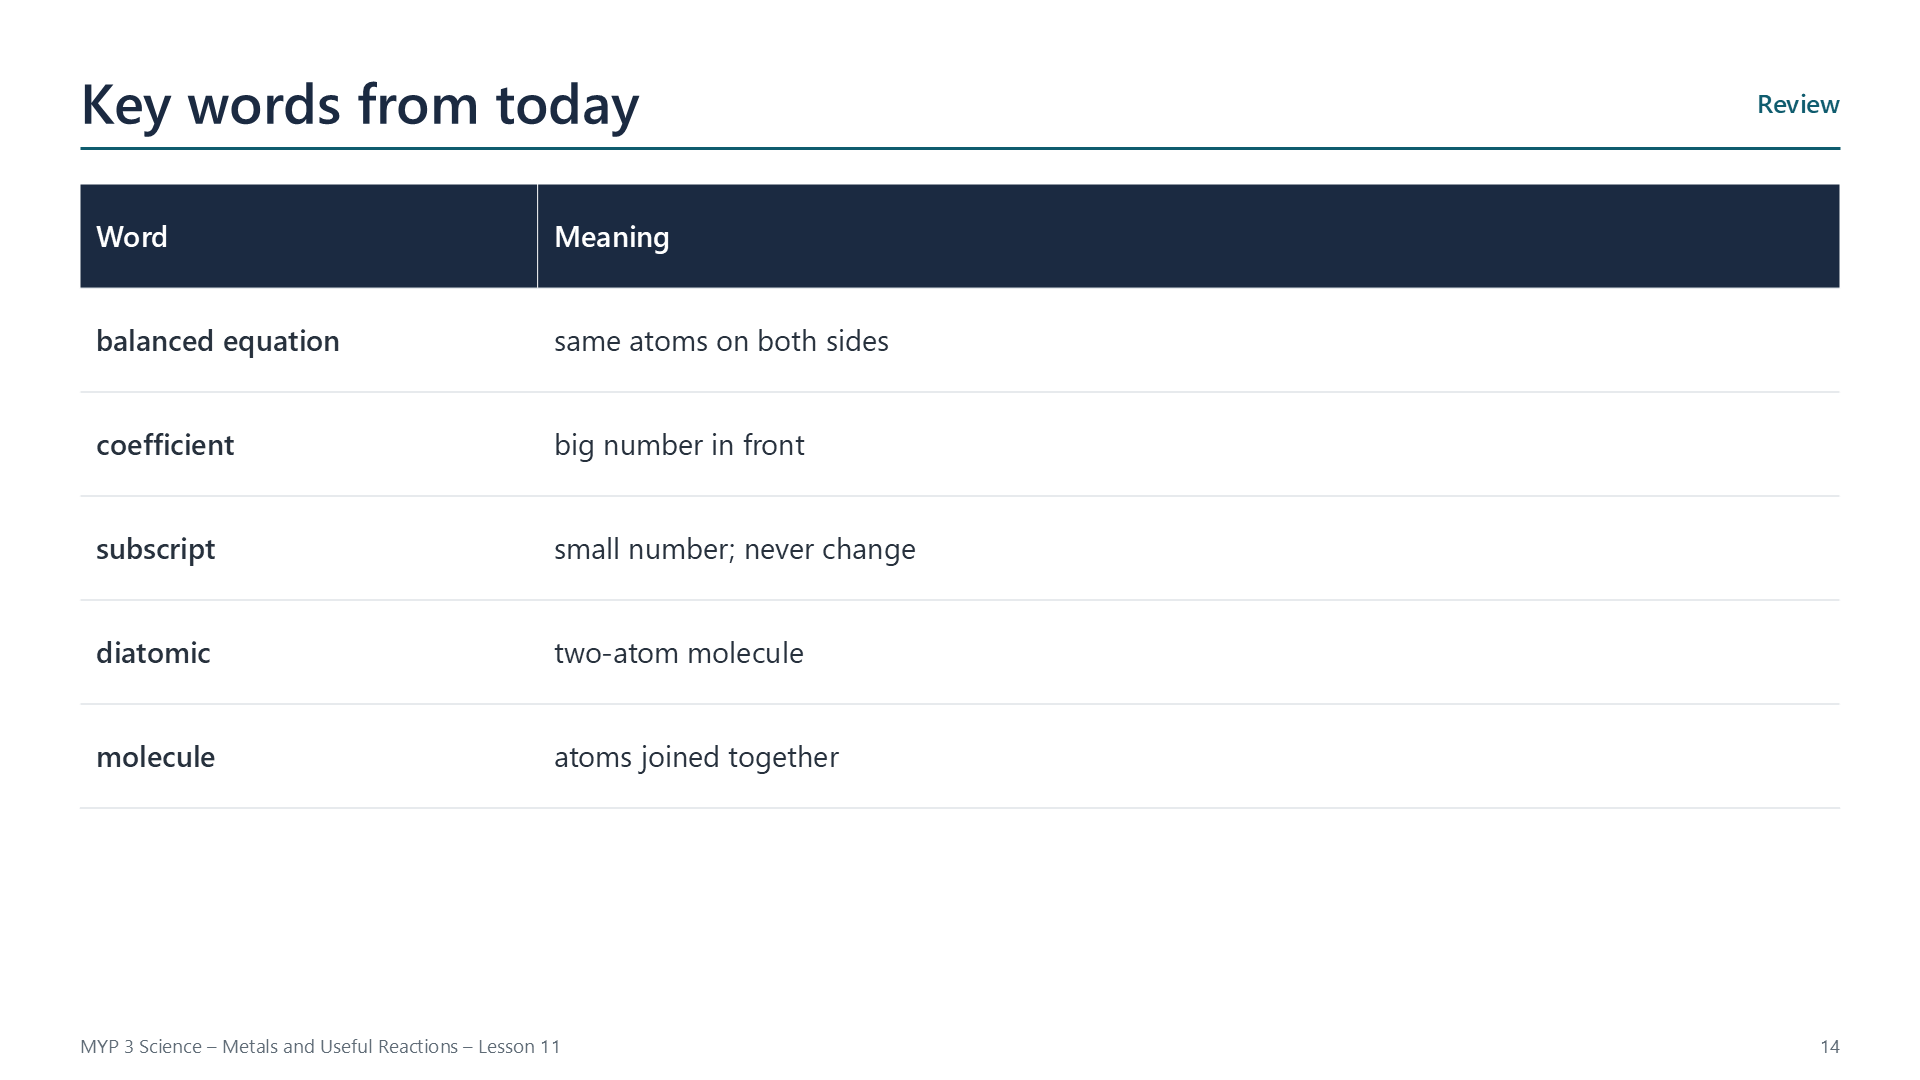 Key words from today
Review
Word Meaning
balanced equation same atoms on both sides
coefficient big number in front
subscript small number; never change
diatomic two-atom molecule
molecule atoms joined together
MYP 3 Science – Metals and Useful Reactions – Lesson 11
14